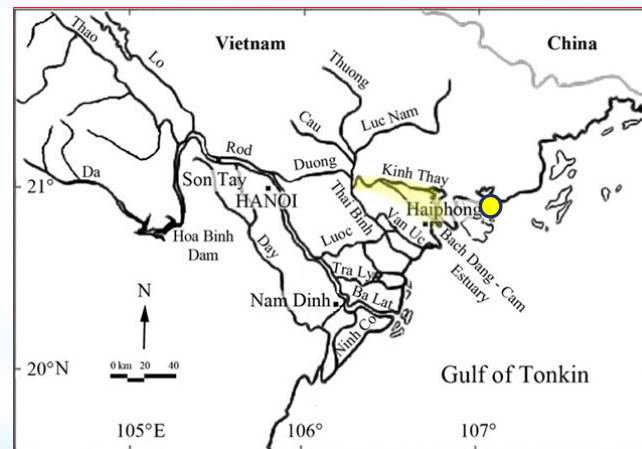 Vietnam
China
Thao
Lo
Thuong
Cau
Luc Nam
Rod
Duong
Kinh Thay
Da
21°
Son Tay
HANOI
Thai Binh
Haiphong
Van Uc
Bach Dang - Cam
Estuary
Hoa Binh
Dam
Day
Luoc
Tra Ly
Ba Lat
Nam Dinh
Ninh Co
N
0 km 20 40
20°N
Gulf of Tonkin
105°E
106°
107°